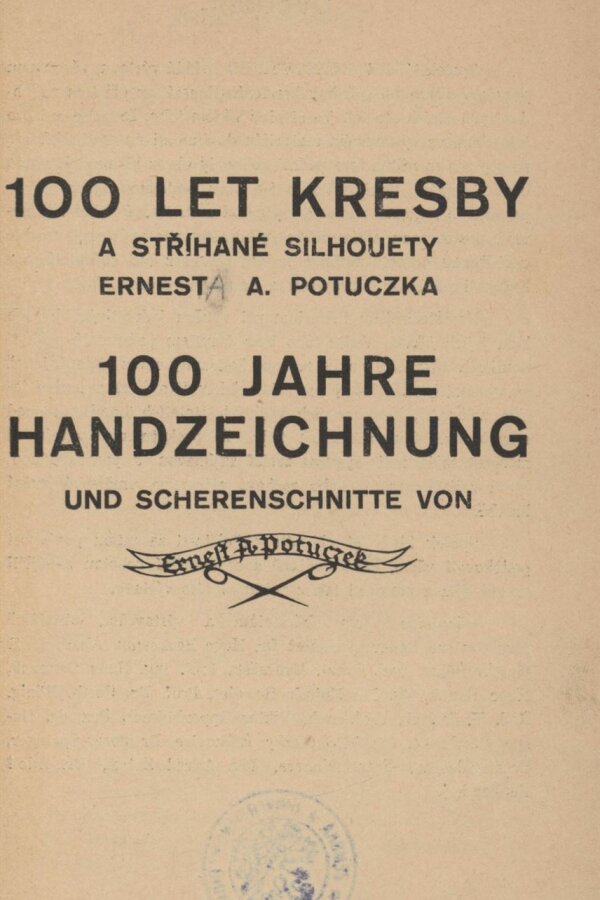 100 LET KRESBY
A STŘÍHANÉ SILHOUETY
ERNESTA A. POTUCZKA
100 JAHRE
HANDZEICHNUNG
UND SCHERENSCHNITTE VON
Ernest A. Potuczek